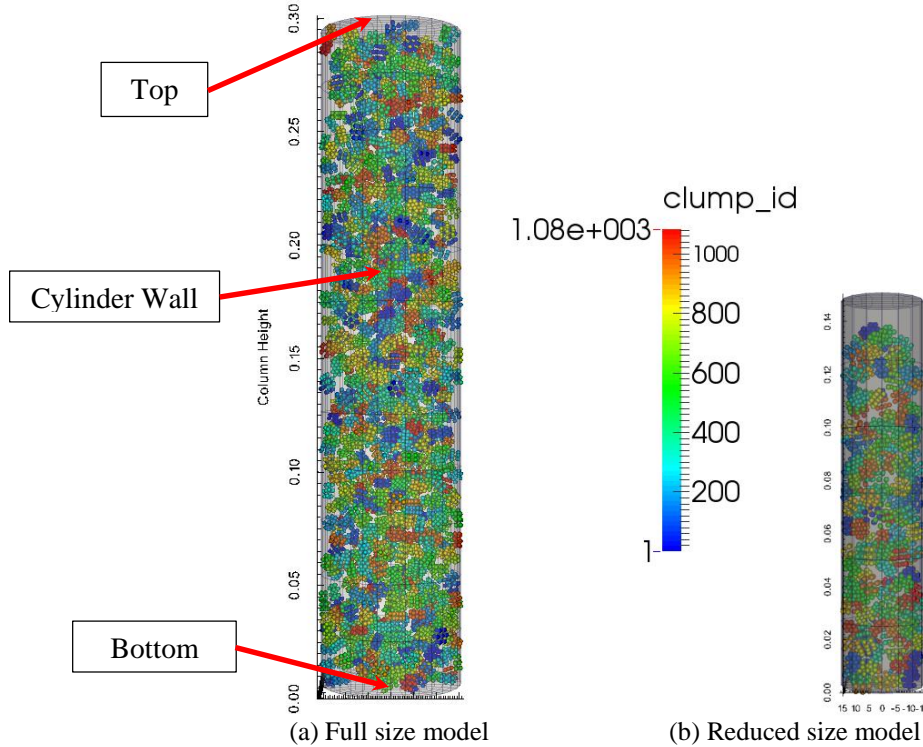 Top
Cylinder Wall
Bottom
Column Height
0.30
0.25
0.20
0.15
0.10
0.05
0.00
(a) Full size model
clump_id
1.08e+003
1000
800
600
400
200
1
0.14
0.12
0.10
0.08
0.06
0.04
0.02
0.00
15 10 5 0 -5 -10 -1
(b) Reduced size model